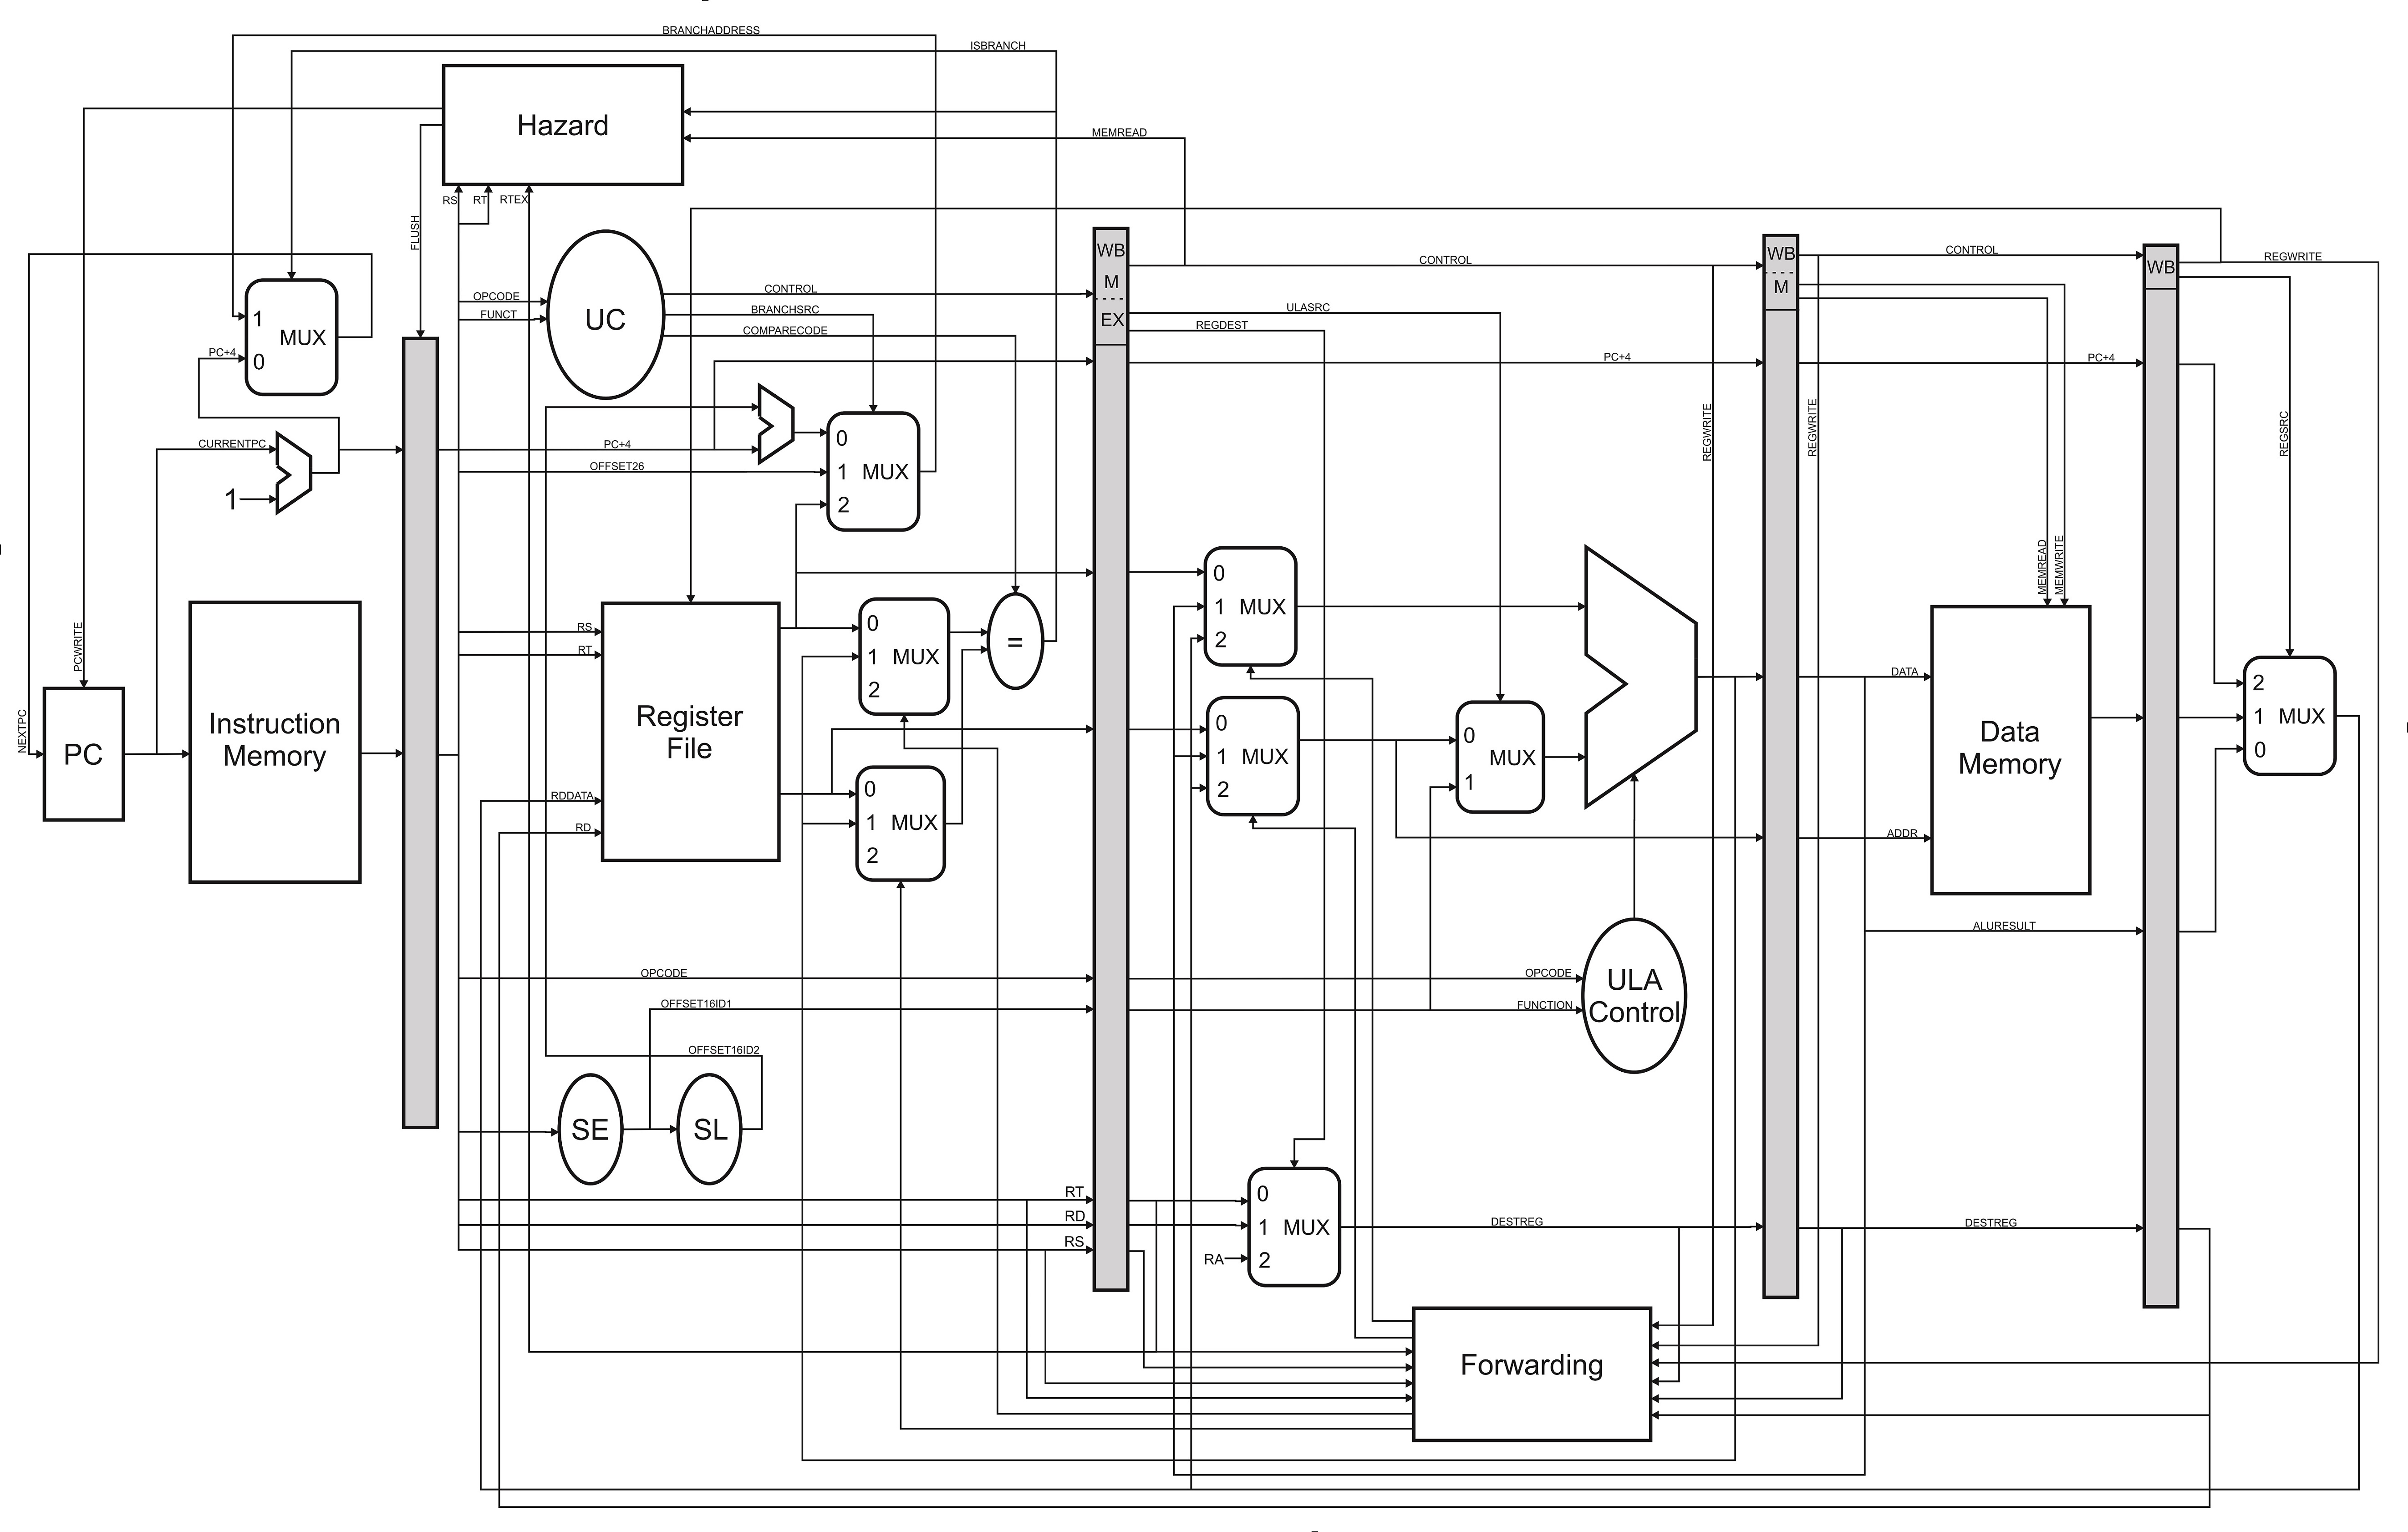 BRANCHADDRESS
ISBRANCH
Hazard
MEMREAD
RS
RT
RTEX
FLUSH
WB
M
EX
WB
M
WB
CONTROL
CONTROL
REGWRITE
UC
OPCODE
FUNCT
CONTROL
BRANCHSRC
COMPARECODE
ULASRC
REGDEST
1
0
MUX
PC+4
PC+4
PC+4
CURRENTPC
1
PC+4
OFFSET26
0
1
2
MUX
REGWRITE
REGWRITE
REGSRC
MEMREAD
MEMWRITE
PCWRITE
NEXTPC
PC
Instruction
Memory
RS
RT
RDDATA
RD
Register
File
0
1
2
MUX
=
0
1
2
MUX
0
1
2
MUX
0
1
2
MUX
0
1
MUX
DATA
ADDR
Data
Memory
2
1
0
MUX
ALURESULT
OPCODE
OFFSET16ID1
OFFSET16ID2
OPCODE
FUNCTION
ULA
Control
SE
SL
RT
RD
RS
0
1
2
MUX
RA
DESTREG
DESTREG
Forwarding